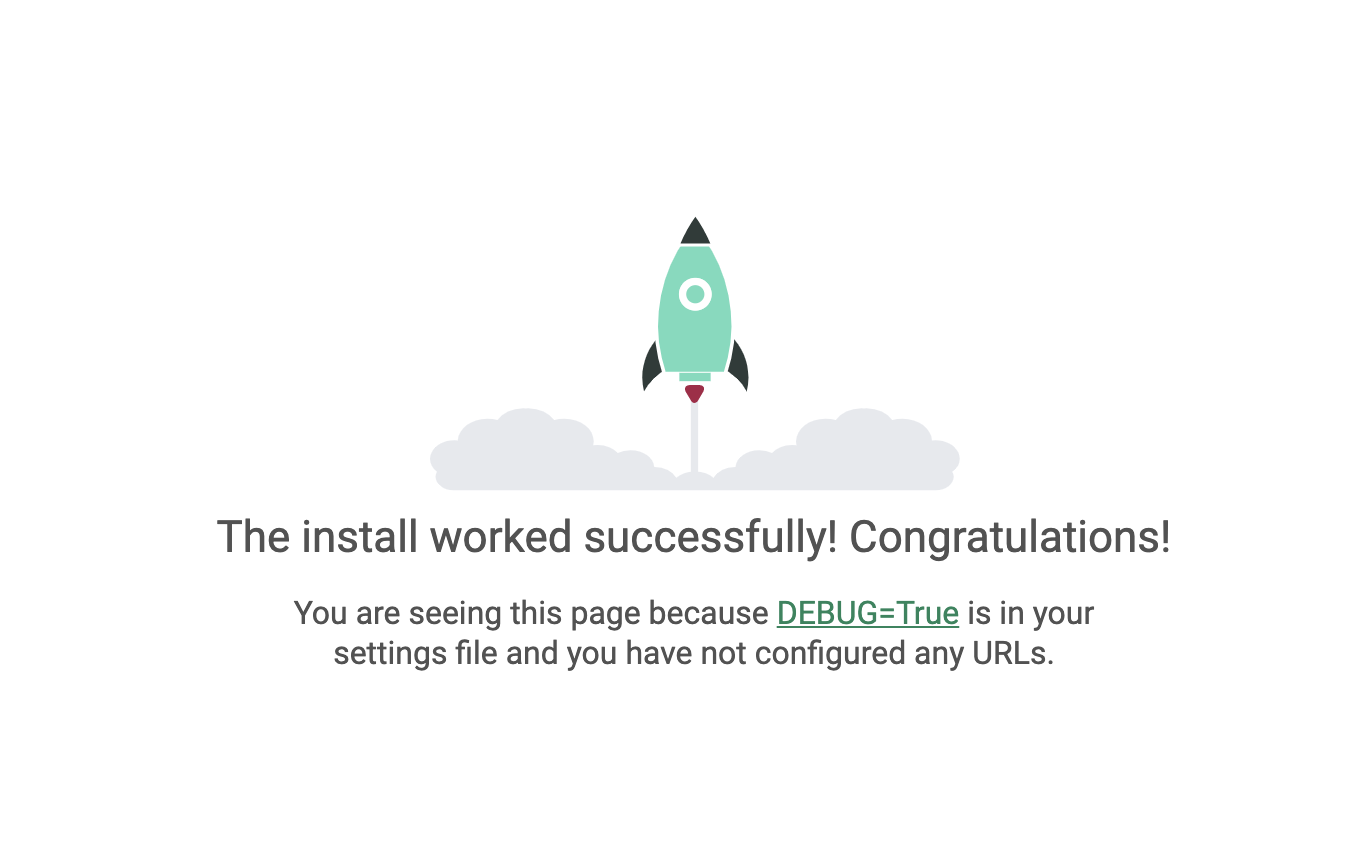 The install worked successfully! Congratulations!
You are seeing this page because DEBUG=True is in your
settings file and you have not configured any URLs.